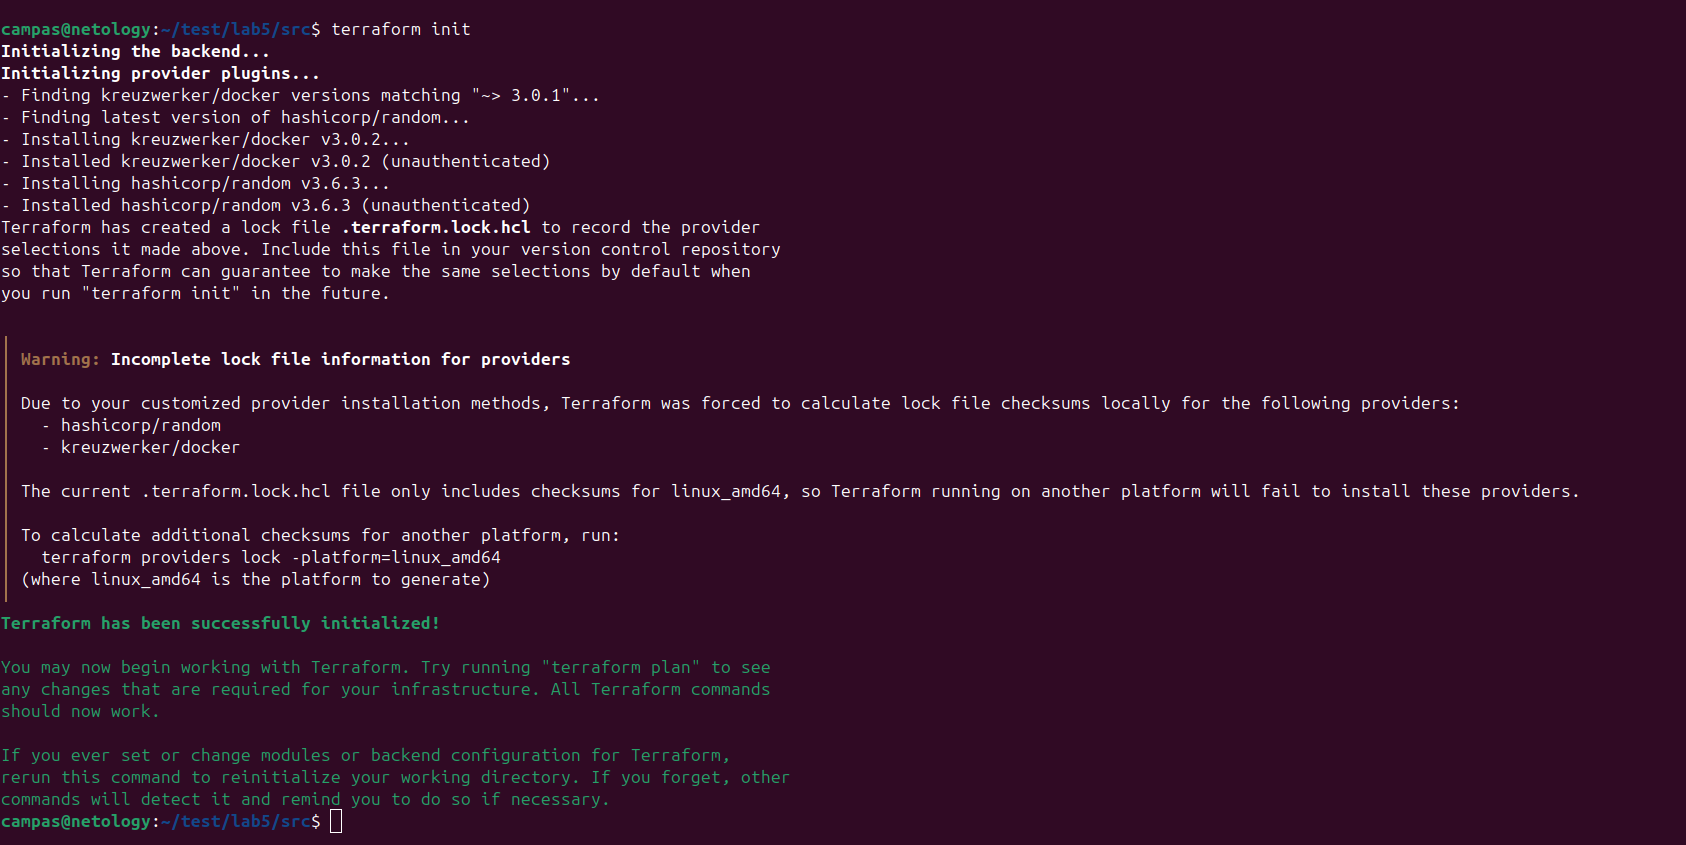 campas@netology:~/test/lab5/src$ terraform init
Initializing the backend...
Initializing provider plugins...
- Finding kreuzwerker/docker versions matching "~> 3.0.1"...
- Finding latest version of hashicorp/random...
- Installing kreuzwerker/docker v3.0.2...
- Installed kreuzwerker/docker v3.0.2 (unauthenticated)
- Installing hashicorp/random v3.6.3...
- Installed hashicorp/random v3.6.3 (unauthenticated)
Terraform has created a lock file .terraform.lock.hcl to record the provider
selections it made above. Include this file in your version control repository
so that Terraform can guarantee to make the same selections by default when
you run "terraform init" in the future.
Warning: Incomplete lock file information for providers
Due to your customized provider installation methods, Terraform was forced to calculate lock file checksums locally for the following providers:
- hashicorp/random
- kreuzwerker/docker
The current .terraform.lock.hcl file only includes checksums for linux_amd64, so Terraform running on another platform will fail to install these providers.
To calculate additional checksums for another platform, run:
terraform providers lock -platform=linux_amd64
(where linux_amd64 is the platform to generate)
Terraform has been successfully initialized!
You may now begin working with Terraform. Try running "terraform plan" to see
any changes that are required for your infrastructure. All Terraform commands
should now work.
If you ever set or change modules or backend configuration for Terraform,
rerun this command to reinitialize your working directory. If you forget, other
commands will detect it and remind you to do so if necessary.
campas@netology:~/test/lab5/src$